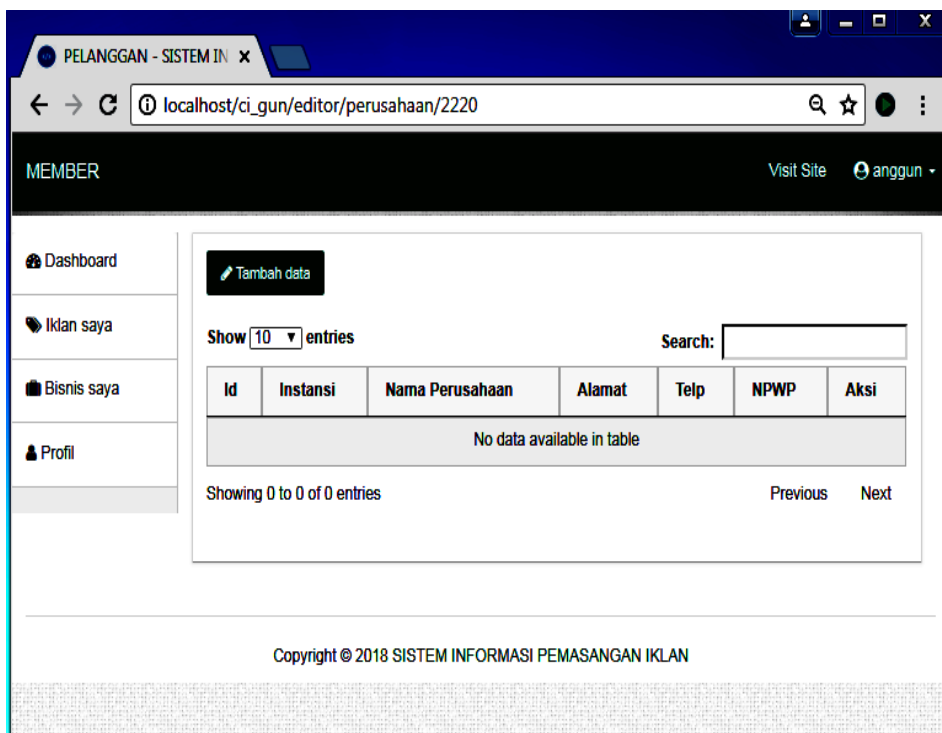 PELANGGAN - SISTEM IN
localhost/ci_gun/editor/perusahaan/2220
MEMBER
Visit Site
anggun
Dashboard
Iklan saya
Bisnis saya
Profil
Tambah data
Show 10 entries
Search:
Id Instansi Nama Perusahaan Alamat Telp NPWP Aksi
No data available in table
Showing 0 to 0 of 0 entries
Previous Next
Copyright © 2018 SISTEM INFORMASI PEMASANGAN IKLAN